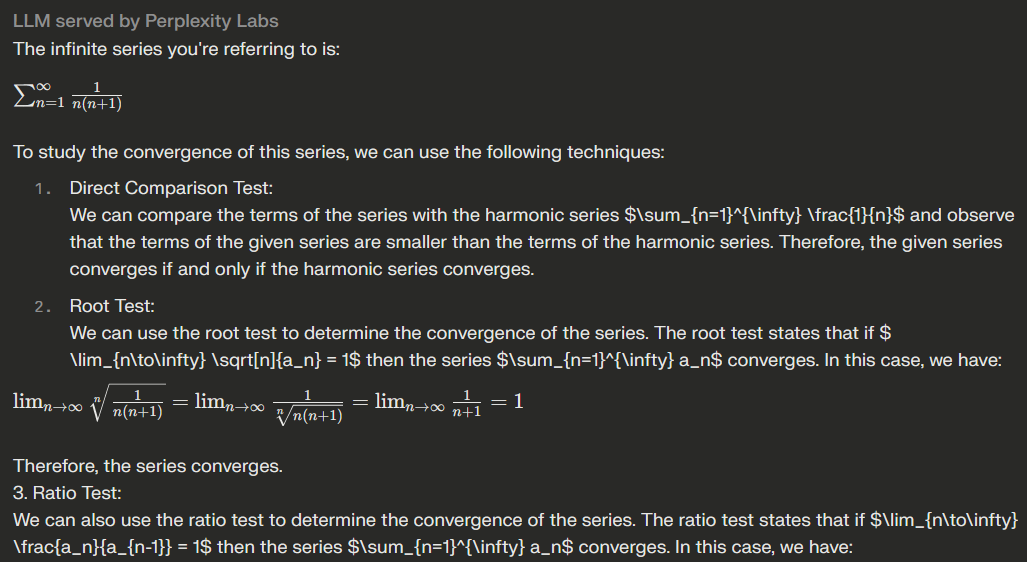 LLM served by Perplexity Labs
The infinite series you're referring to is:
∑_{n=1}^{∞} \frac{1}{n(n+1)}
To study the convergence of this series, we can use the following techniques:
1. Direct Comparison Test:
We can compare the terms of the series with the harmonic series $\sum_{n=1}^{\infty} \frac{1}{n}$ and observe
that the terms of the given series are smaller than the terms of the harmonic series. Therefore, the given series
converges if and only if the harmonic series converges.
2. Root Test:
We can use the root test to determine the convergence of the series. The root test states that if $
\lim_{n\to\infty} \sqrt[n]{a_n} = 1$ then the series $\sum_{n=1}^{\infty} a_n$ converges. In this case, we have:
lim_{n→∞} \sqrt[n]{\frac{1}{n(n+1)}} = lim_{n→∞} \frac{1}{\sqrt[n]{n(n+1)}} = lim_{n→∞} \frac{1}{n+1} = 1
Therefore, the series converges.
3. Ratio Test:
We can also use the ratio test to determine the convergence of the series. The ratio test states that if $\lim_{n\to\infty}
\frac{a_n}{a_{n-1}} = 1$ then the series $\sum_{n=1}^{\infty} a_n$ converges. In this case, we have: